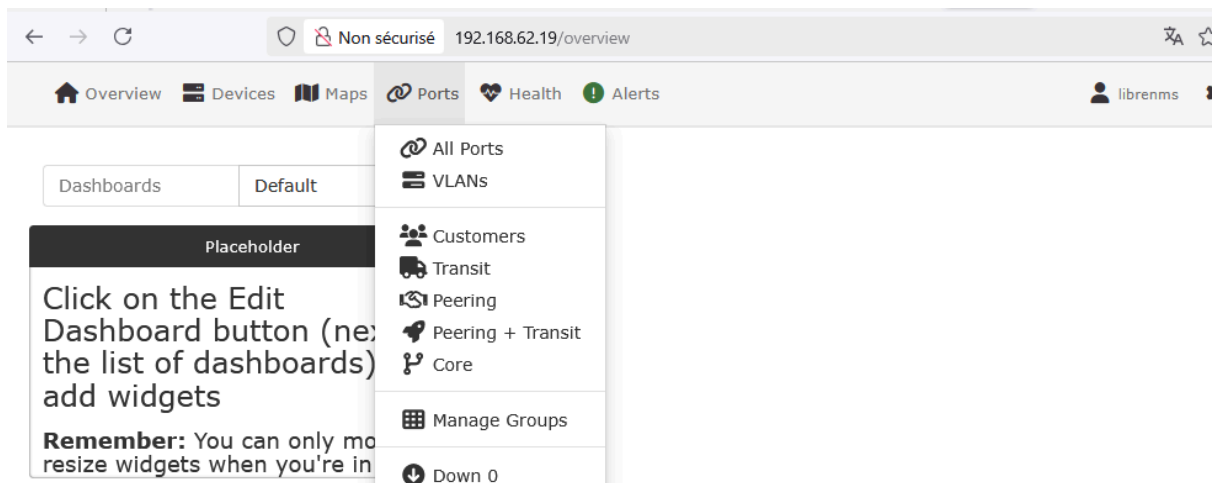 Non sécurisé 192.168.62.19/overview
Overview Devices Maps Ports Health Alerts librenms
All Ports
VLANs
Customers
Transit
Peering
Peering + Transit
Core
Manage Groups
Down 0
Dashboards Default
Placeholder
Click on the Edit
Dashboard button (nex
the list of dashboards)
add widgets
Remember: You can only mo
resize widgets when you're in